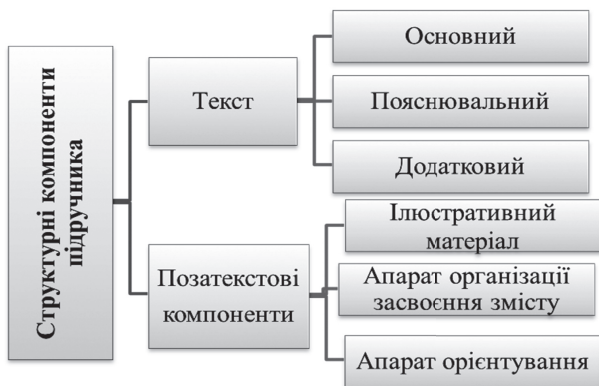 Структурні компоненти
підручника
Текст
Основний
Пояснювальний
Додатковий
Позатекстові
компоненти
Ілюстративний
матеріал
Апарат організації
засвоєння змісту
Апарат орієнтування